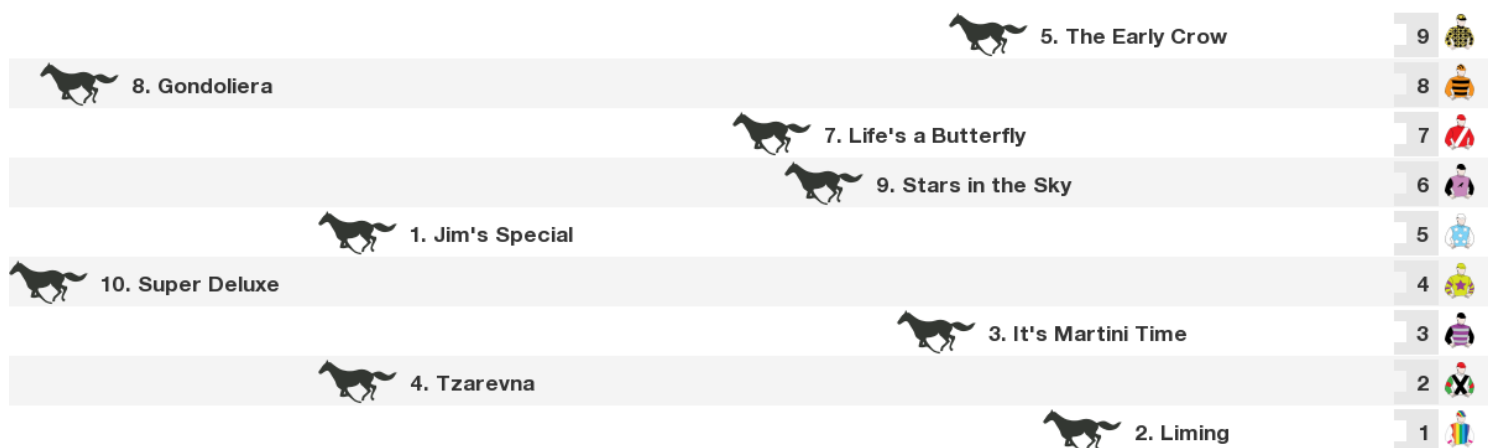 5. The Early Crow 9
8. Gondoliera 8
7. Life's a Butterfly 7
9. Stars in the Sky 6
1. Jim's Special 5
10. Super Deluxe 4
3. It's Martini Time 3
4. Tzarevna 2
2. Liming 1